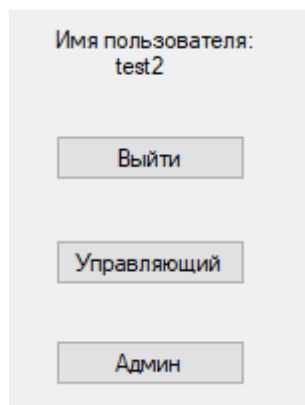 Имя пользователя:
test2
Выйти
Управляющий
Админ